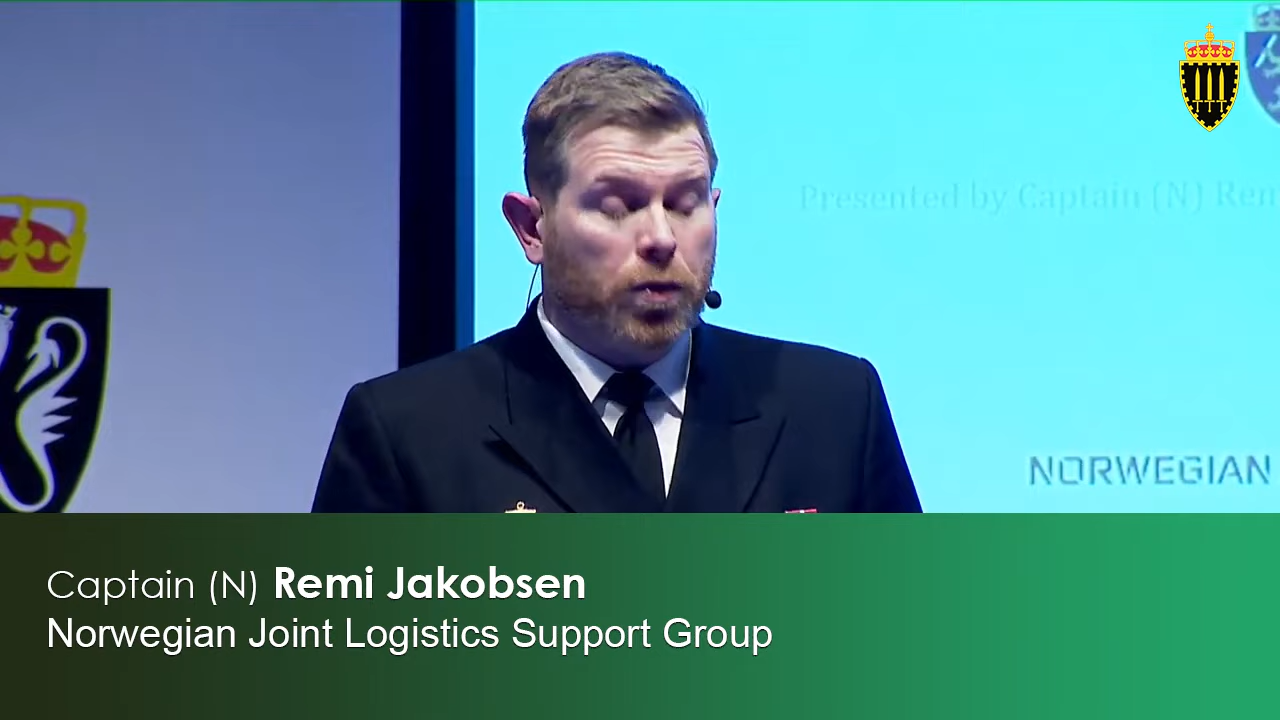 Presented by Captain (N) Rem
NORWEGIAN
Captain (N) Remi Jakobsen
Norwegian Joint Logistics Support Group